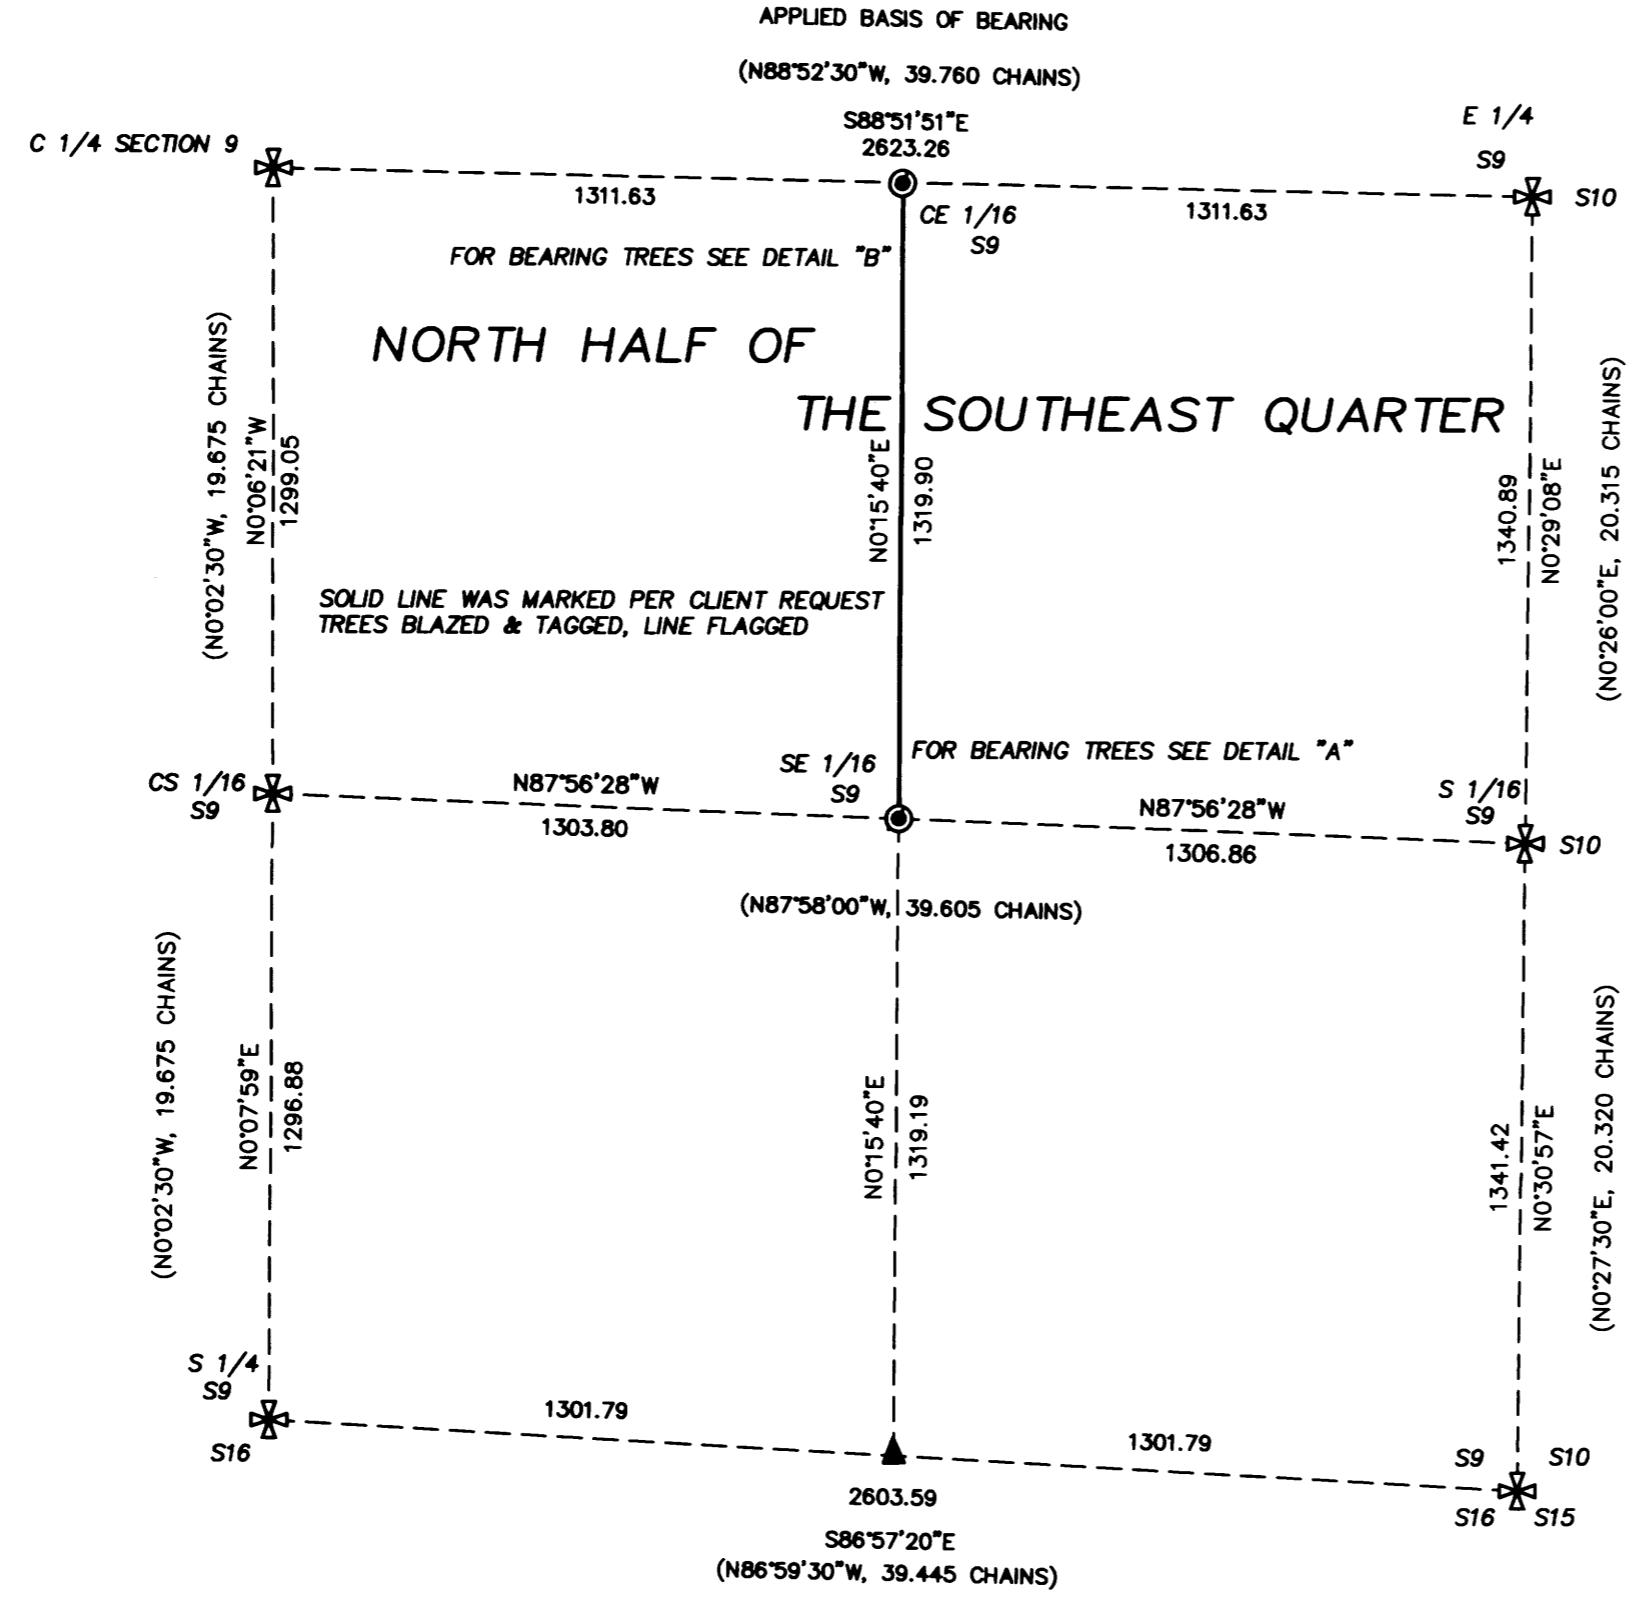 APPLIED BASIS OF BEARING
(N88°52'30"W, 39.760 CHAINS)
S88°51'51"E
2623.26
E 1/4
S9
S10
C 1/4 SECTION 9
1311.63
1311.63
CE 1/16
S9
FOR BEARING TREES SEE DETAIL "B"
NORTH HALF OF
THE SOUTHEAST QUARTER
(N0°02'30"W, 19.675 CHAINS)
N0°06'21"W
1299.05
N0°15'40"E
1319.90
1340.89
N0°29'08"E
(N0°26'00"E, 20.315 CHAINS)
SOLID LINE WAS MARKED PER CLIENT REQUEST
TREES BLAZED & TAGGED, LINE FLAGGED
FOR BEARING TREES SEE DETAIL "A"
CS 1/16
S9
N87°56'28"W
1303.80
SE 1/16
S9
N87°56'28"W
1306.86
S 1/16
S9
S10
(N87°58'00"W, 39.605 CHAINS)
(N0°02'30"W, 19.675 CHAINS)
N0°07'59"E
1296.88
N0°15'40"E
1319.19
1341.42
N0°30'57"E
(N0°27'30"E, 20.320 CHAINS)
S 1/4
S9
S16
1301.79
1301.79
S9
S10
S16
S15
2603.59
S86°57'20"E
(N86°59'30"W, 39.445 CHAINS)